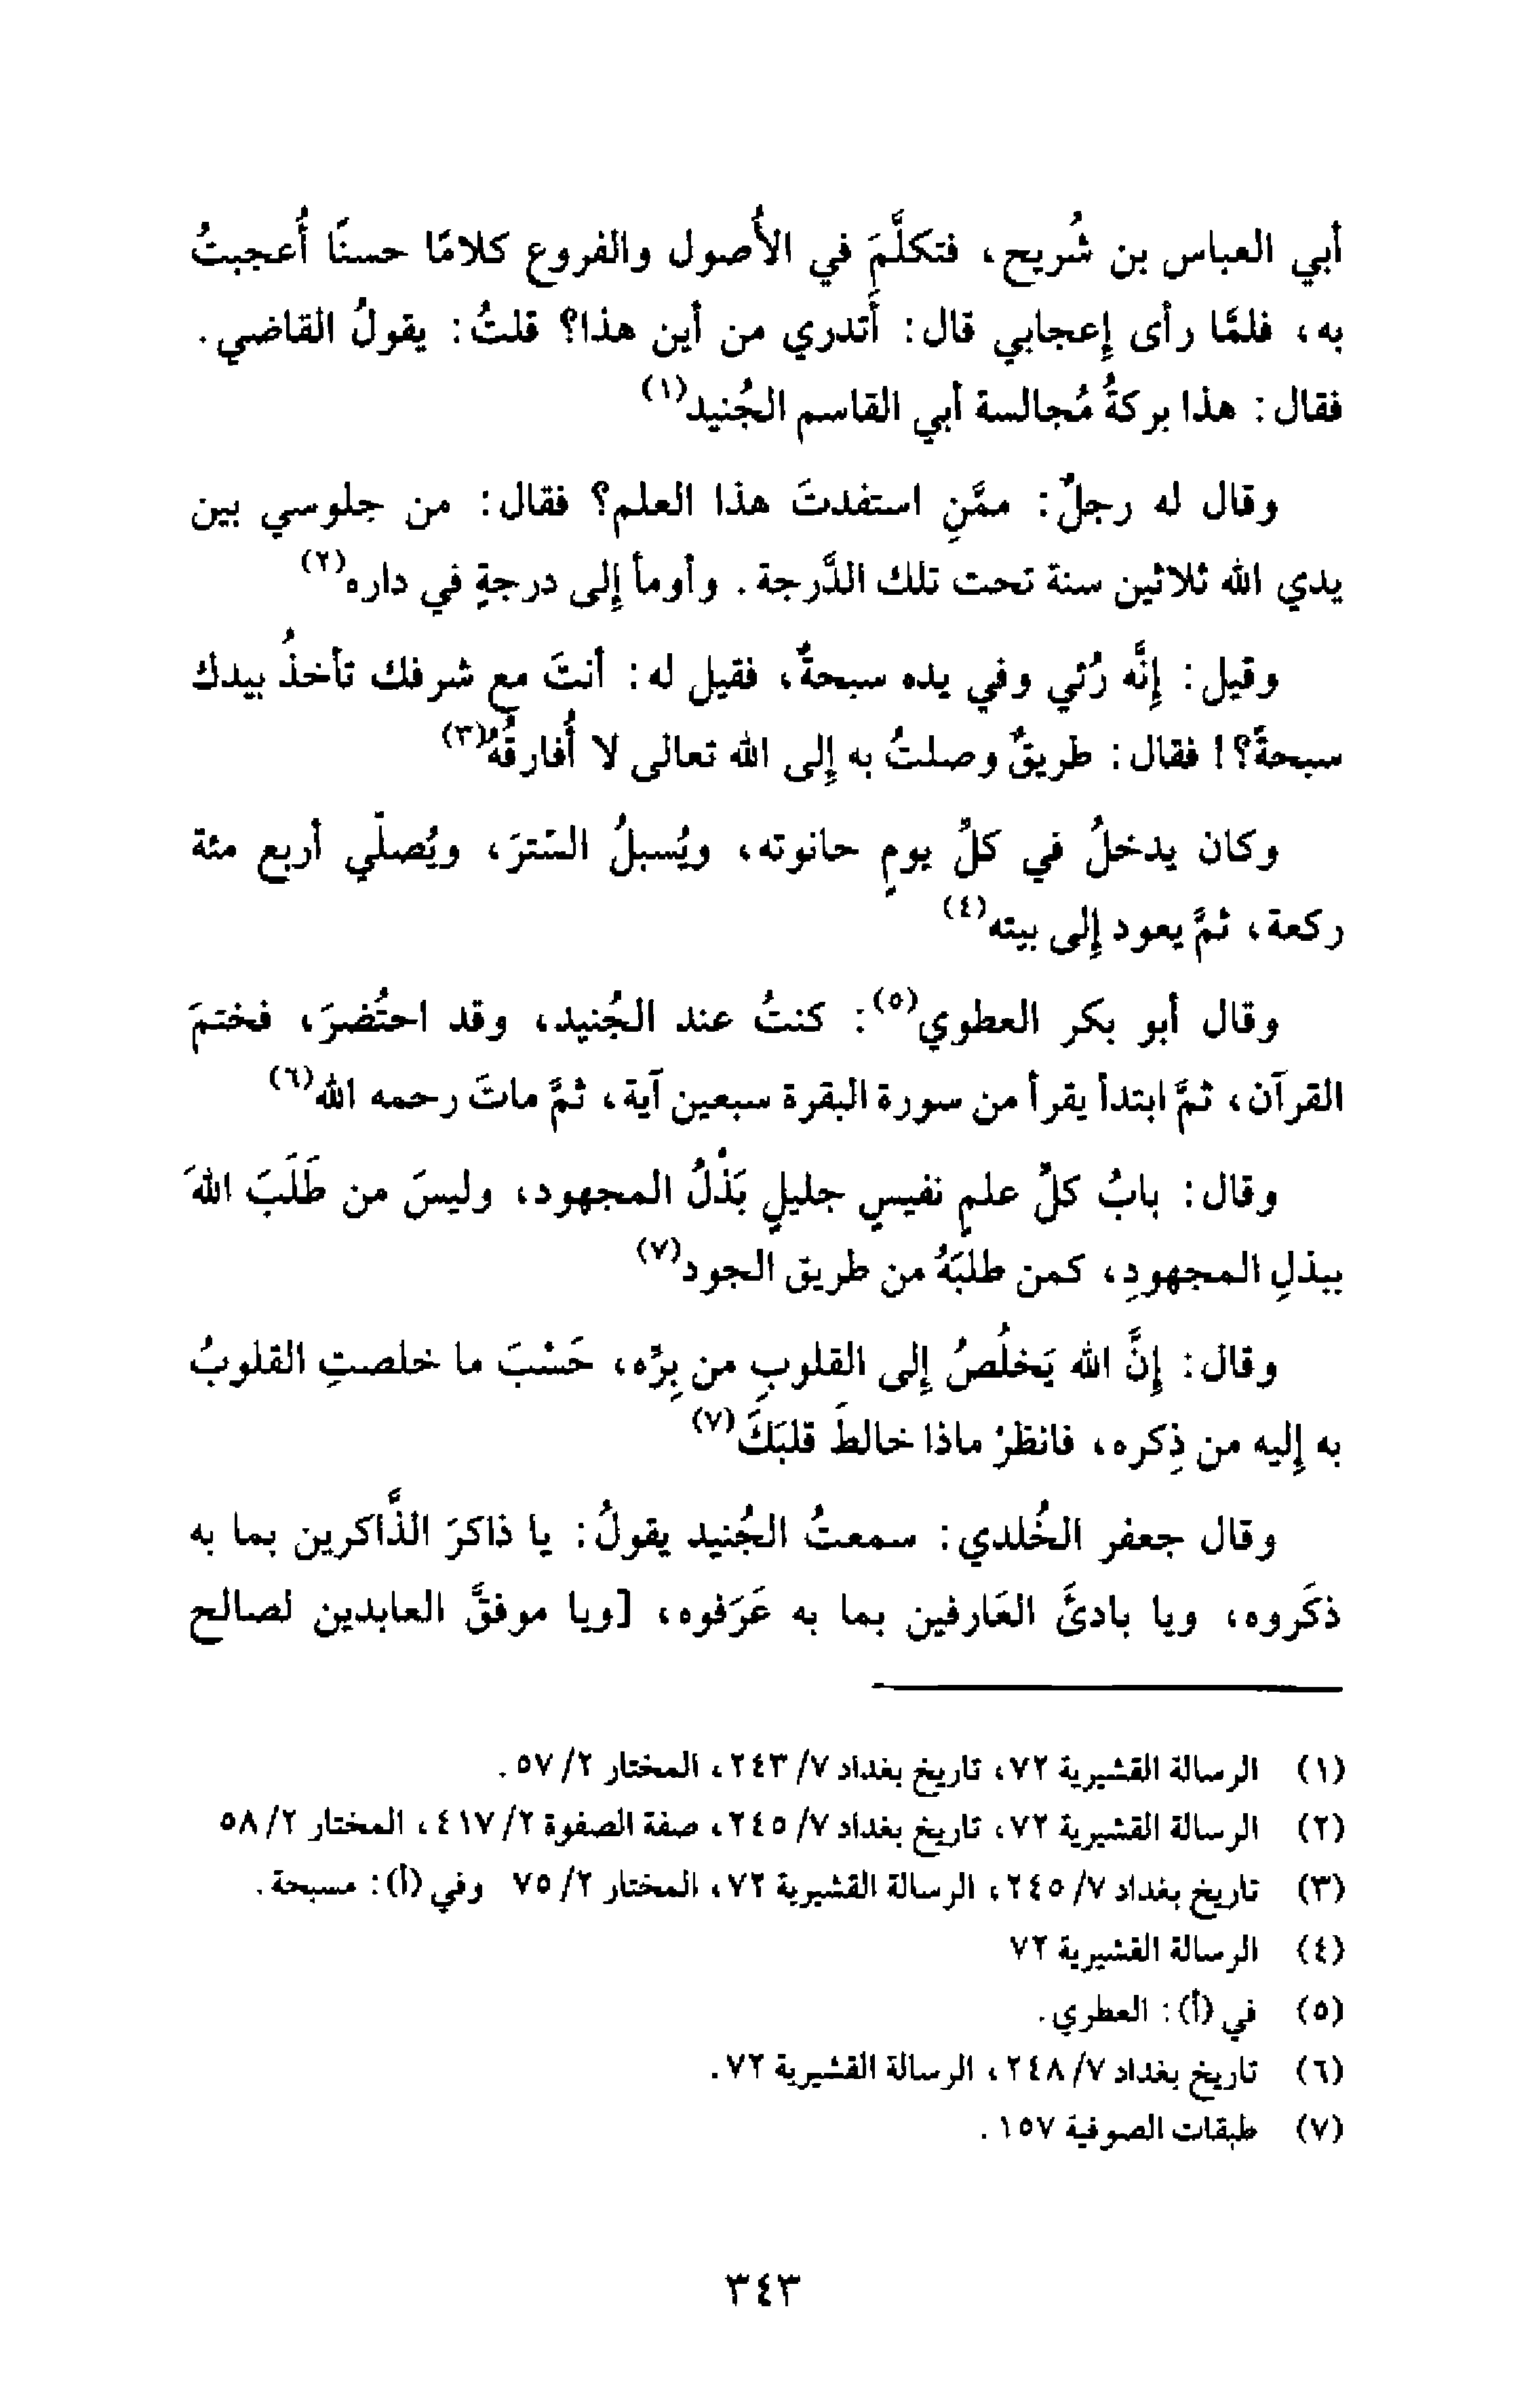 أبي العباس بن شُريح، فتكلَّمَ في الأُصول والفروع كلامًا حسنًا أُعجبتُ
به، فلمَّا رأى إِعجابي قال: أَتدري من أين هذا؟ قلتُ: يقولُ القاضي.
فقال: هذا بركةُ مُجالسة أبي القاسم الجُنيد(١)
وقال له رجلٌ: ممَّنِ استفدتَ هذا العلم؟ فقال: من جلوسي بين
يدي الله ثلاثين سنة تحت تلك الدَّرجة. وأومأ إلى درجةٍ في داره(٢)
وقيل: إنَّه رُئي وفي يده سبحةٌ، فقيل له: أنتَ مع شرفك تأخذُ بيدك
سبحةً؟! فقال: طريقٌ وصلتُ به إلى الله تعالى لا أُفارقُهُ(٣)
وكان يدخلُ في كلِّ يومٍ حانوته، ويُسبلُ السِّترَ، ويُصلِّي أربع مئة
ركعة، ثمَّ يعود إلى بيته(٤)
وقال أبو بكر العطوي(٥): كنتُ عند الجُنيد، وقد احتُضرَ، فختمَ
القرآن، ثمَّ ابتدأ يقرأ من سورة البقرة سبعين آية، ثمَّ ماتَ رحمه الله(٦)
وقال: بابُ كلِّ علمٍ نفيسٍ جليلٍ بَذْلُ المجهود، وليسَ من طَلَبَ اللهَ
ببذلِ المجهودِ، كمن طلبَهُ من طريق الجود(٧)
وقال: إنَّ الله يَخلُصُ إلى القلوبِ من بِرِّه، حَسْبَ ما خلصتِ القلوبُ
به إليه من ذِكره، فانظرْ ماذا خالطَ قلبَكَ(٧)
وقال جعفر الخُلدي: سمعتُ الجُنيد يقولُ: يا ذاكرَ الذَّاكرين بما به
ذكَروه، ويا بادئَ العَارفين بما به عَرَفوه، [ويا موفقَّ العابدين لصالح
(١) الرسالة القشيرية ٧٢، تاريخ بغداد ٧/ ٢٤٣، المختار ٢/ ٥٧.
(٢) الرسالة القشيرية ٧٢، تاريخ بغداد ٧/ ٢٤٥، صفة الصفوة ٢/ ٤١٧، المختار ٢/ ٥٨
(٣) تاريخ بغداد ٧/ ٢٤٥، الرسالة القشيرية ٧٢، المختار ٢/ ٧٥ وفي (أ): مسبحة.
(٤) الرسالة القشيرية ٧٢
(٥) في (أ): العطري.
(٦) تاريخ بغداد ٧/ ٢٤٨، الرسالة القشيرية ٧٢.
(٧) طبقات الصوفية ١٥٧.
٣٤٣